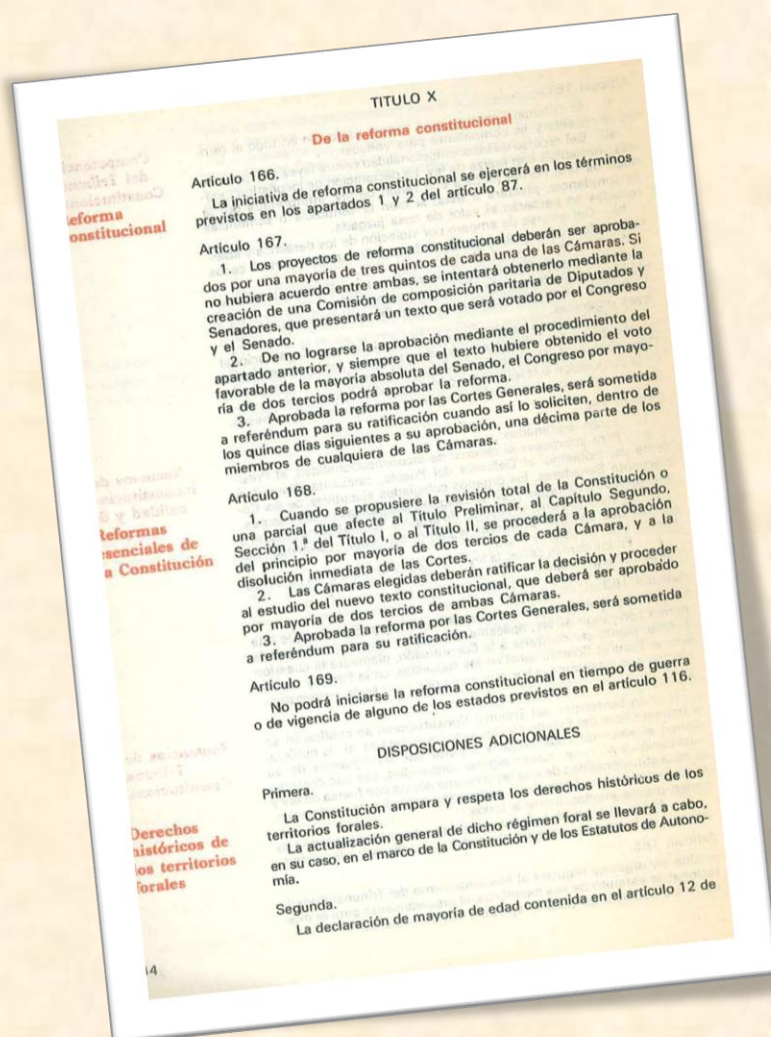 TITULO X
De la reforma constitucional
Artículo 166.
La iniciativa de reforma constitucional se ejercerá en los términos
previstos en los apartados 1 y 2 del artículo 87.
eforma
onstitucional
Artículo 167.
1. Los proyectos de reforma constitucional deberán ser aproba-
dos por una mayoría de tres quintos de cada una de las Cámaras. Si
no hubiera acuerdo entre ambas, se intentará obtenerlo mediante la
creación de una Comisión de composición paritaria de Diputados y
Senadores, que presentará un texto que será votado por el Congreso
y el Senado.
2. De no lograrse la aprobación mediante el procedimiento del
apartado anterior, y siempre que el texto hubiere obtenido el voto
favorable de la mayoría absoluta del Senado, el Congreso por mayo-
ría de dos tercios podrá aprobar la reforma.
3. Aprobada la reforma por las Cortes Generales, será sometida
a referéndum para su ratificación cuando así lo soliciten, dentro de
los quince días siguientes a su aprobación, una décima parte de los
miembros de cualquiera de las Cámaras.
Artículo 168.
1. Cuando se propusiere la revisión total de la Constitución o
una parcial que afecte al Título Preliminar, al Capítulo Segundo,
Sección 1.ª del Título I, o al Título II, se procederá a la aprobación
del principio por mayoría de dos tercios de cada Cámara, y a la
disolución inmediata de las Cortes.
2. Las Cámaras elegidas deberán ratificar la decisión y proceder
al estudio del nuevo texto constitucional, que deberá ser aprobado
por mayoría de dos tercios de ambas Cámaras.
3. Aprobada la reforma por las Cortes Generales, será sometida
a referéndum para su ratificación.
Reformas
esenciales de
a Constitución
Artículo 169.
No podrá iniciarse la reforma constitucional en tiempo de guerra
o de vigencia de alguno de los estados previstos en el artículo 116.
DISPOSICIONES ADICIONALES
Primera.
La Constitución ampara y respeta los derechos históricos de los
territorios forales.
La actualización general de dicho régimen foral se llevará a cabo,
en su caso, en el marco de la Constitución y de los Estatutos de Autono-
mía.
Derechos
históricos de
los territorios
forales
Segunda.
La declaración de mayoría de edad contenida en el artículo 12 de
44